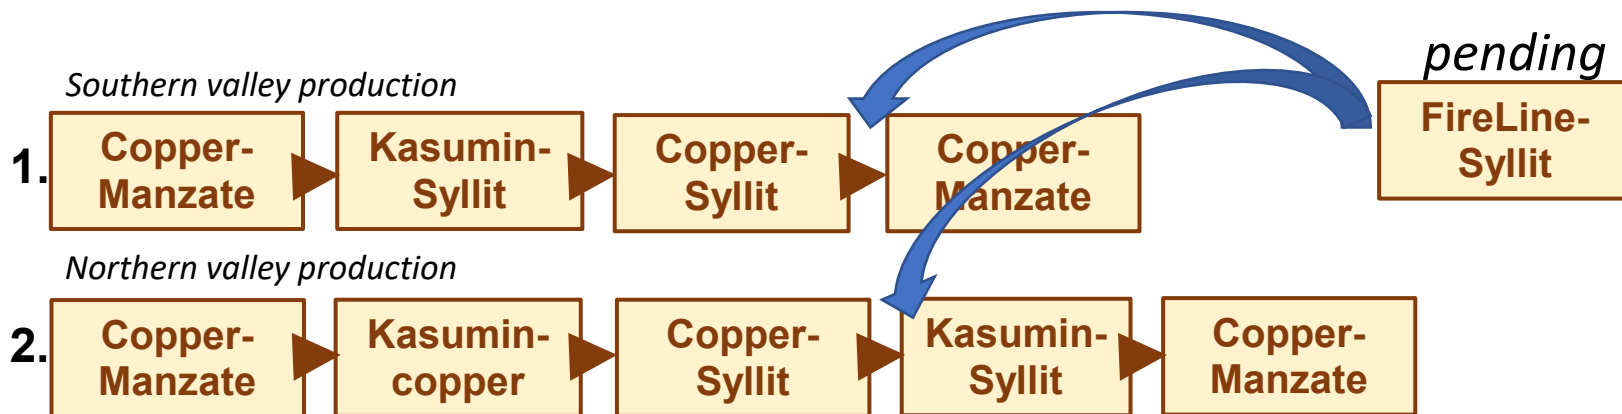 pending
Southern valley production
1.
Copper-
Manzate
Kasumin-
Syllit
Copper-
Syllit
Copper-
Manzate
FireLine-
Syllit
Northern valley production
2.
Copper-
Manzate
Kasumin-
copper
Copper-
Syllit
Kasumin-
Syllit
Copper-
Manzate